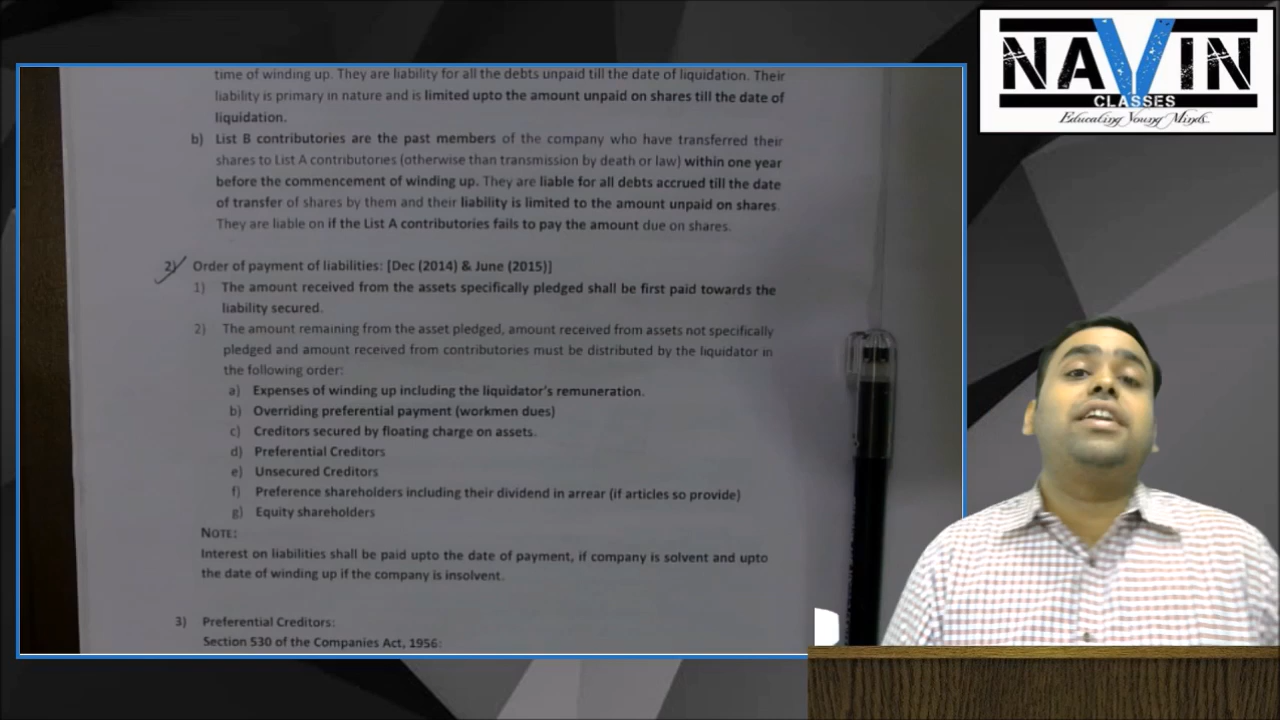 time of winding up. They are liability for all the debts unpaid till the date of liquidation. Their
liability is primary in nature and is limited upto the amount unpaid on shares till the date of
liquidation.
b) List B contributories are the past members of the company who have transferred their
shares to List A contributories (otherwise than transmission by death or law) within one year
before the commencement of winding up. They are liable for all debts accrued till the date
of transfer of shares by them and their liability is limited to the amount unpaid on shares.
They are liable on if the List A contributories fails to pay the amount due on shares.
2) Order of payment of liabilities: [Dec (2014) & June (2015)]
1) The amount received from the assets specifically pledged shall be first paid towards the
liability secured.
2) The amount remaining from the asset pledged, amount received from assets not specifically
pledged and amount received from contributories must be distributed by the liquidator in
the following order:
a) Expenses of winding up including the liquidator's remuneration.
b) Overriding preferential payment (workmen dues)
c) Creditors secured by floating charge on assets.
d) Preferential Creditors
e) Unsecured Creditors
f) Preference shareholders including their dividend in arrear (if articles so provide)
g) Equity shareholders
NOTE:
Interest on liabilities shall be paid upto the date of payment, if company is solvent and upto
the date of winding up if the company is insolvent.
3) Preferential Creditors:
Section 530 of the Companies Act, 1956:
NAVIN
CLASSES
Educating Young Minds..